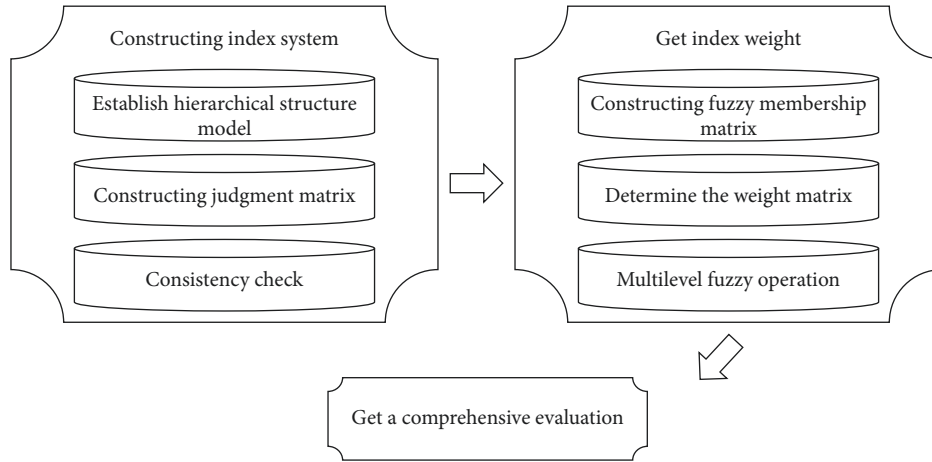 Constructing index system
Establish hierarchical structure
model
Constructing judgment matrix
Consistency check
Get index weight
Constructing fuzzy membership
matrix
Determine the weight matrix
Multilevel fuzzy operation
Get a comprehensive evaluation